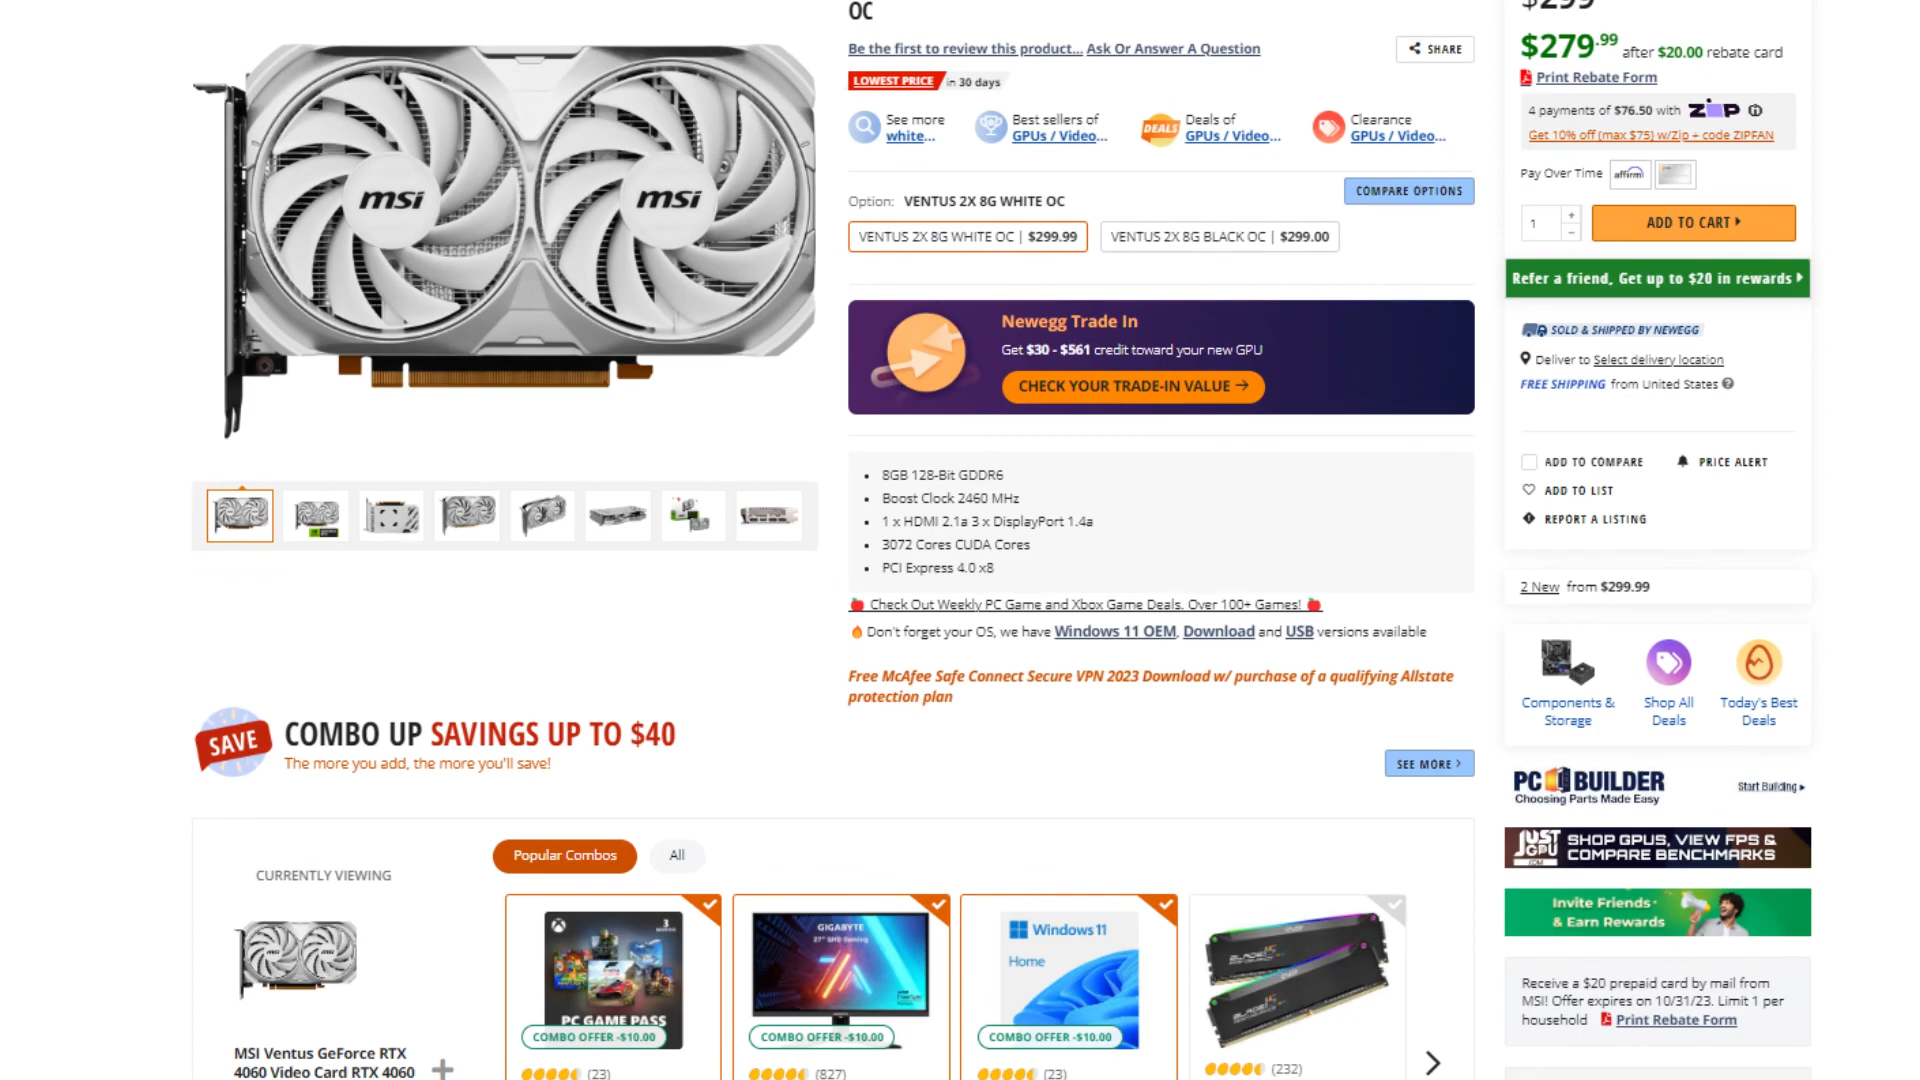 OC
Be the first to review this product... Ask Or Answer A Question
SHARE
LOWEST PRICE in 30 days
See more
white...
Best sellers of
GPUs / Video...
DEALS
Deals of
GPUs / Video...
Clearance
GPUs / Video...
msi
msi
Option: VENTUS 2X 8G WHITE OC
COMPARE OPTIONS
VENTUS 2X 8G WHITE OC | $299.99
VENTUS 2X 8G BLACK OC | $299.00
Newegg Trade In
Get $30 - $561 credit toward your new GPU
CHECK YOUR TRADE-IN VALUE
8GB 128-Bit GDDR6
Boost Clock 2460 MHz
1 x HDMI 2.1a 3 x DisplayPort 1.4a
3072 Cores CUDA Cores
PCI Express 4.0 x8
Check Out Weekly PC Game and Xbox Game Deals. Over 100+ Games!
Don't forget your OS, we have Windows 11 OEM, Download and USB versions available
Free McAfee Safe Connect Secure VPN 2023 Download w/ purchase of a qualifying Allstate
protection plan
SAVE
COMBO UP SAVINGS UP TO $40
The more you add, the more you'll save!
SEE MORE
Popular Combos
All
CURRENTLY VIEWING
MSI Ventus GeForce RTX
4060 Video Card RTX 4060
3
PC GAME PASS
COMBO OFFER -$10.00
(23)
GIGABYTE
27" QHD Gaming
COMBO OFFER -$10.00
(827)
Windows 11
Home
COMBO OFFER -$10.00
(23)
(232)
$299
$279.99 after $20.00 rebate card
Print Rebate Form
4 payments of $76.50 with ZIP
Get 10% off (max $75) w/Zip + code ZIPFAN
Pay Over Time affirm
1
+
−
ADD TO CART
Refer a friend, Get up to $20 in rewards
SOLD & SHIPPED BY NEWEGG
Deliver to Select delivery location
FREE SHIPPING from United States
ADD TO COMPARE
PRICE ALERT
ADD TO LIST
REPORT A LISTING
2 New from $299.99
Components &
Storage
Shop All
Deals
Today's Best
Deals
PC BUILDER
Choosing Parts Made Easy
Start Building
JUST
GPU
.COM
SHOP GPUS, VIEW FPS &
COMPARE BENCHMARKS
Invite Friends
& Earn Rewards
Receive a $20 prepaid card by mail from
MSI! Offer expires on 10/31/23. Limit 1 per
household Print Rebate Form